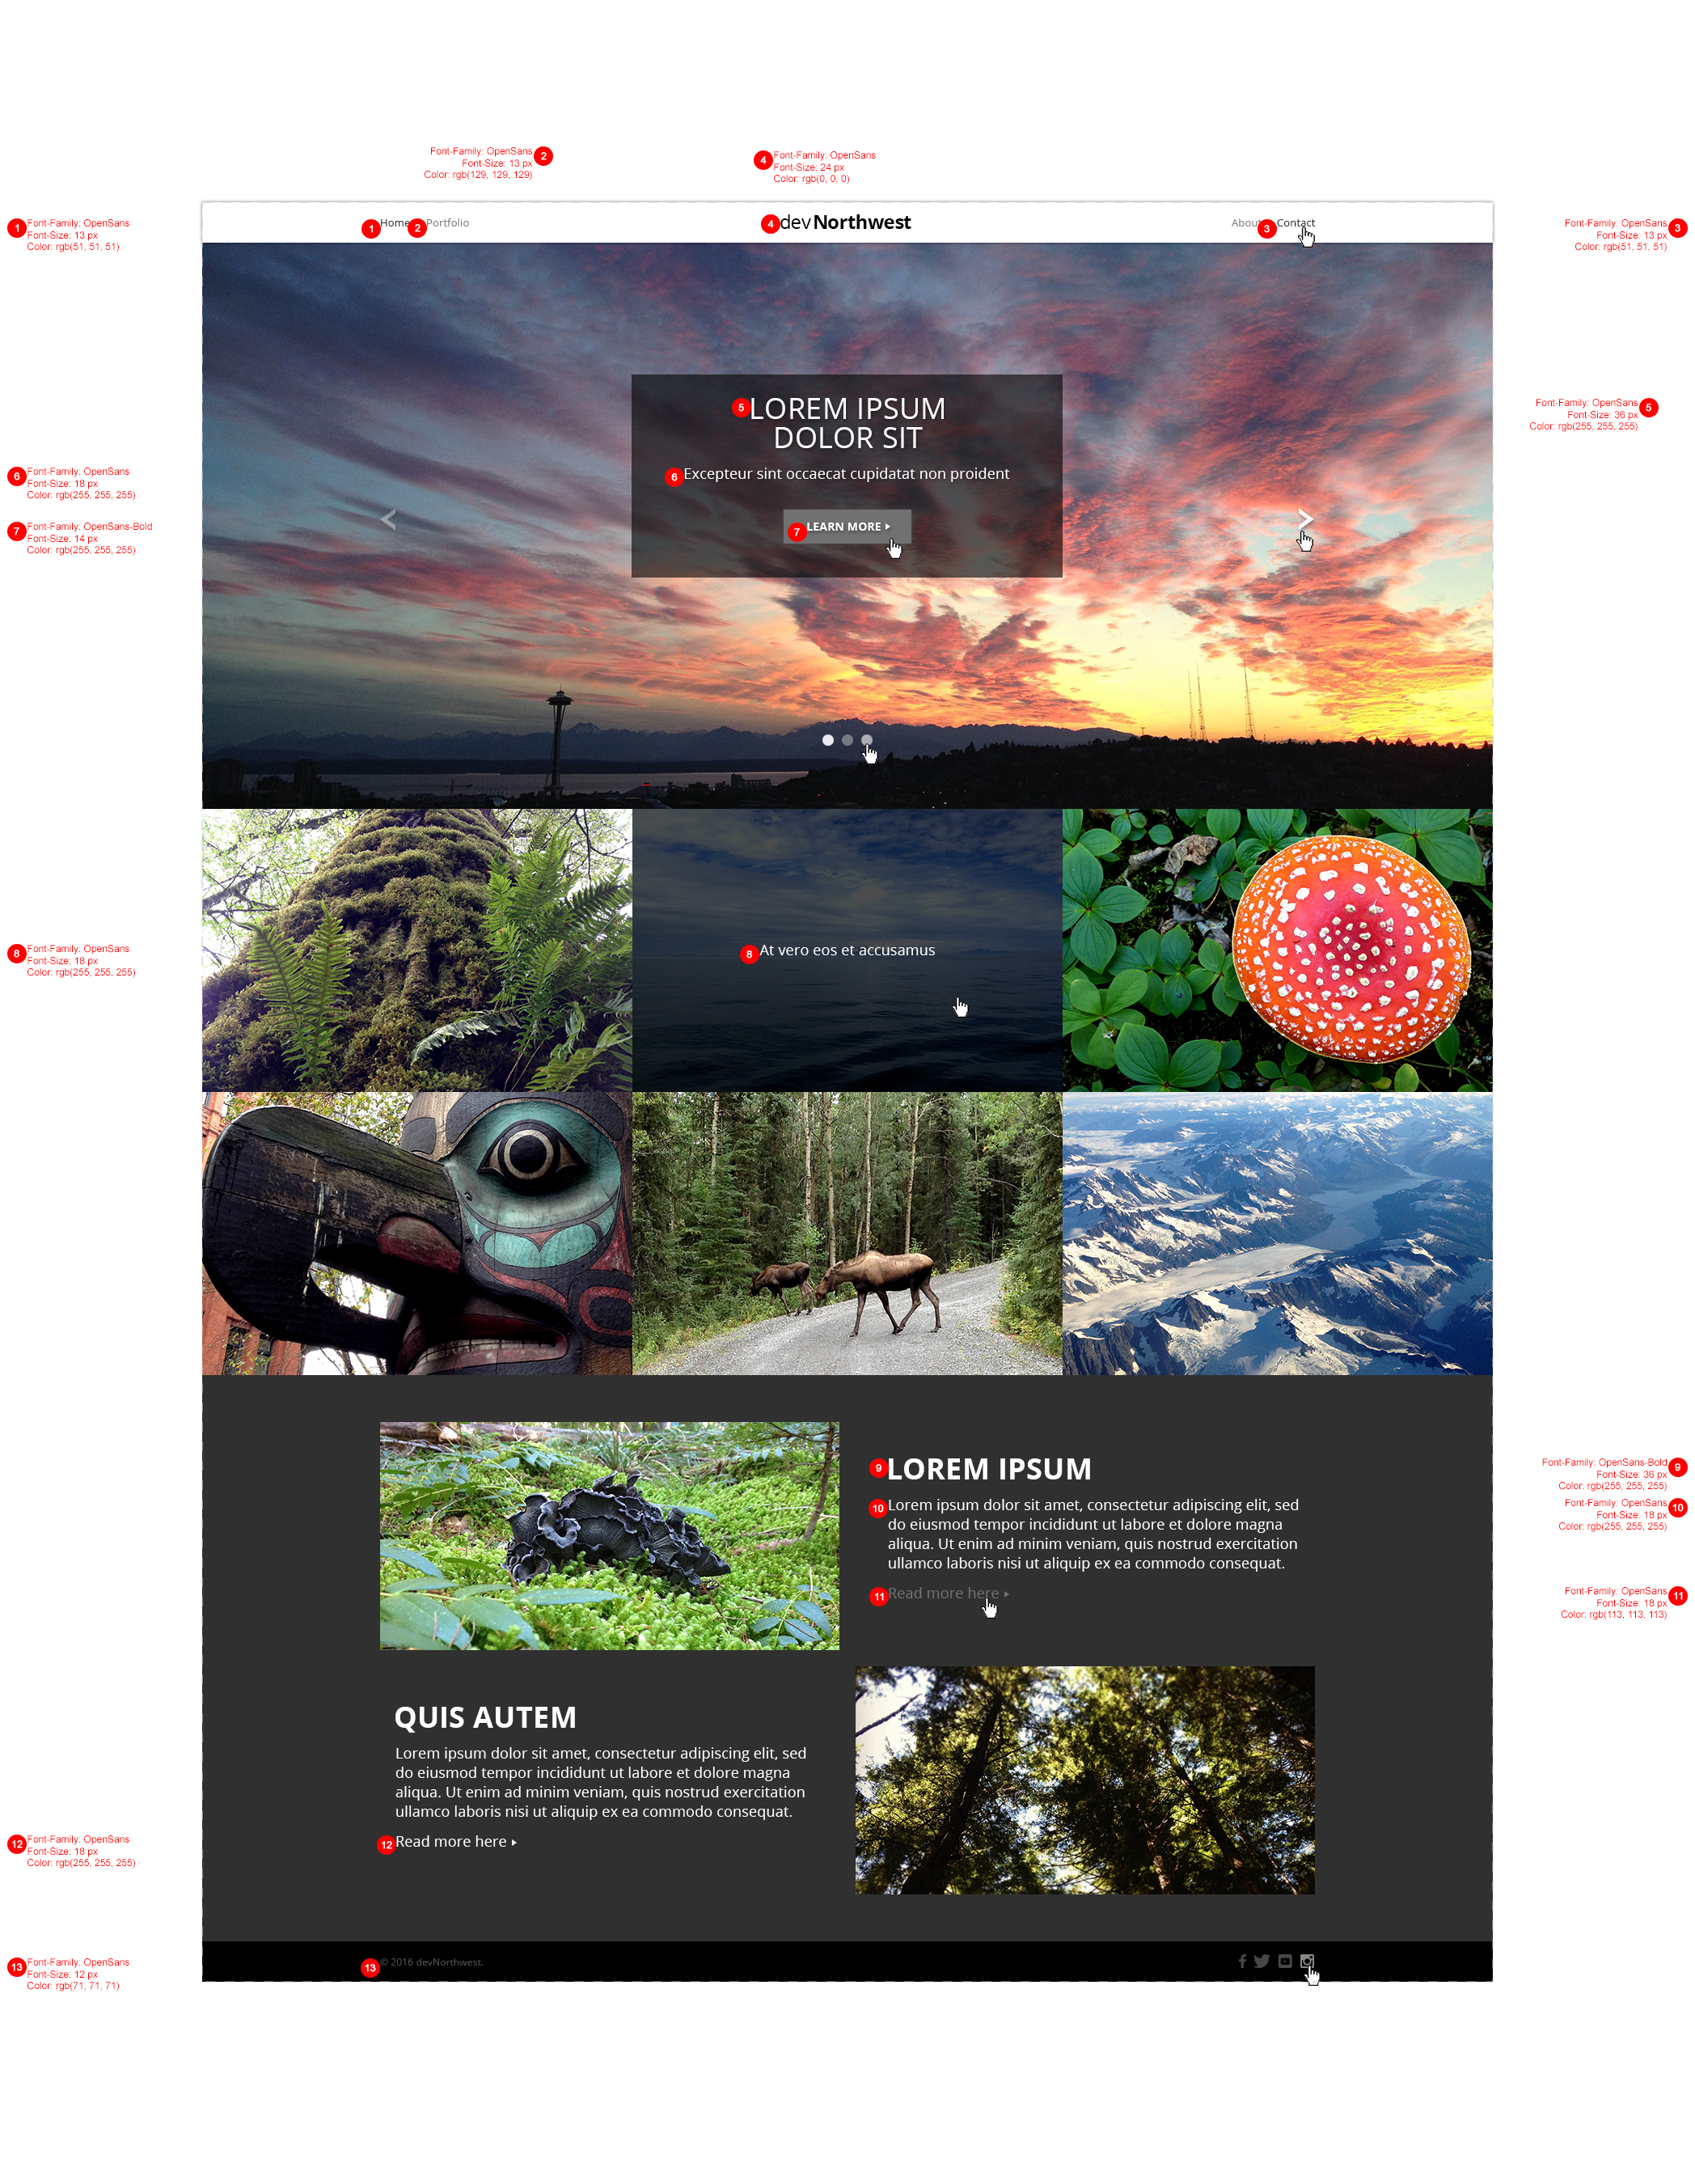 Font-Family: OpenSans
Font-Size: 13 px
Color: rgb(129, 129, 129)
2
4
Font-Family: OpenSans
Font-Size: 24 px
Color: rgb(0, 0, 0)
1
Font-Family: OpenSans
Font-Size: 13 px
Color: rgb(51, 51, 51)
1 Home 2 Portfolio
4 devNorthwest
About 3 Contact
Font-Family: OpenSans
Font-Size: 13 px
Color: rgb(51, 51, 51)
3
5 LOREM IPSUM
DOLOR SIT
Font-Family: OpenSans
Font-Size: 36 px
Color: rgb(255, 255, 255)
5
6
Font-Family: OpenSans
Font-Size: 18 px
Color: rgb(255, 255, 255)
6 Excepteur sint occaecat cupidatat non proident
7
Font-Family: OpenSans-Bold
Font-Size: 14 px
Color: rgb(255, 255, 255)
< >
7 LEARN MORE
8
Font-Family: OpenSans
Font-Size: 18 px
Color: rgb(255, 255, 255)
8 At vero eos et accusamus
9 LOREM IPSUM
Font-Family: OpenSans-Bold
Font-Size: 36 px
Color: rgb(255, 255, 255)
9
10 Lorem ipsum dolor sit amet, consectetur adipiscing elit, sed
do eiusmod tempor incididunt ut labore et dolore magna
aliqua. Ut enim ad minim veniam, quis nostrud exercitation
ullamco laboris nisi ut aliquip ex ea commodo consequat.
Font-Family: OpenSans
Font-Size: 18 px
Color: rgb(255, 255, 255)
10
11 Read more here
Font-Family: OpenSans
Font-Size: 18 px
Color: rgb(113, 113, 113)
11
QUIS AUTEM
Lorem ipsum dolor sit amet, consectetur adipiscing elit, sed
do eiusmod tempor incididunt ut labore et dolore magna
aliqua. Ut enim ad minim veniam, quis nostrud exercitation
ullamco laboris nisi ut aliquip ex ea commodo consequat.
12
Font-Family: OpenSans
Font-Size: 18 px
Color: rgb(255, 255, 255)
12 Read more here
13
Font-Family: OpenSans
Font-Size: 12 px
Color: rgb(71, 71, 71)
13 © 2016 devNorthwest.